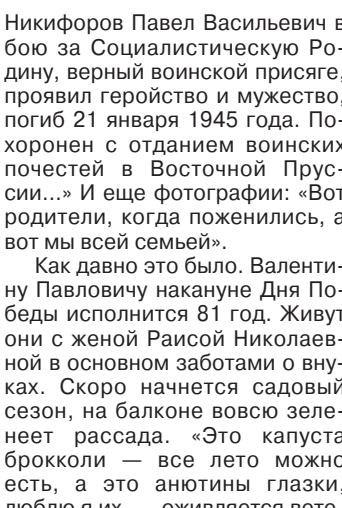 Никифоров Павел Васильевич в
бою за Социалистическую Ро-
дину, верный воинской присяге,
проявил геройство и мужество,
погиб 21 января 1945 года. По-
хоронен с отданием воинских
почестей в Восточной Прус-
сии...» И еще фотографии: «Вот
родители, когда поженились, а
вот мы всей семьей».
Как давно это было. Валенти-
ну Павловичу накануне Дня По-
беды исполнится 81 год. Живут
они с женой Раисой Николаев-
ной в основном заботами о вну-
ках. Скоро начнется садовый
сезон, на балконе вовсю зеле-
неет рассада. «Это капуста
брокколи — все лето можно
есть, а это анютины глазки,
люблю я их, — оживляется вете-